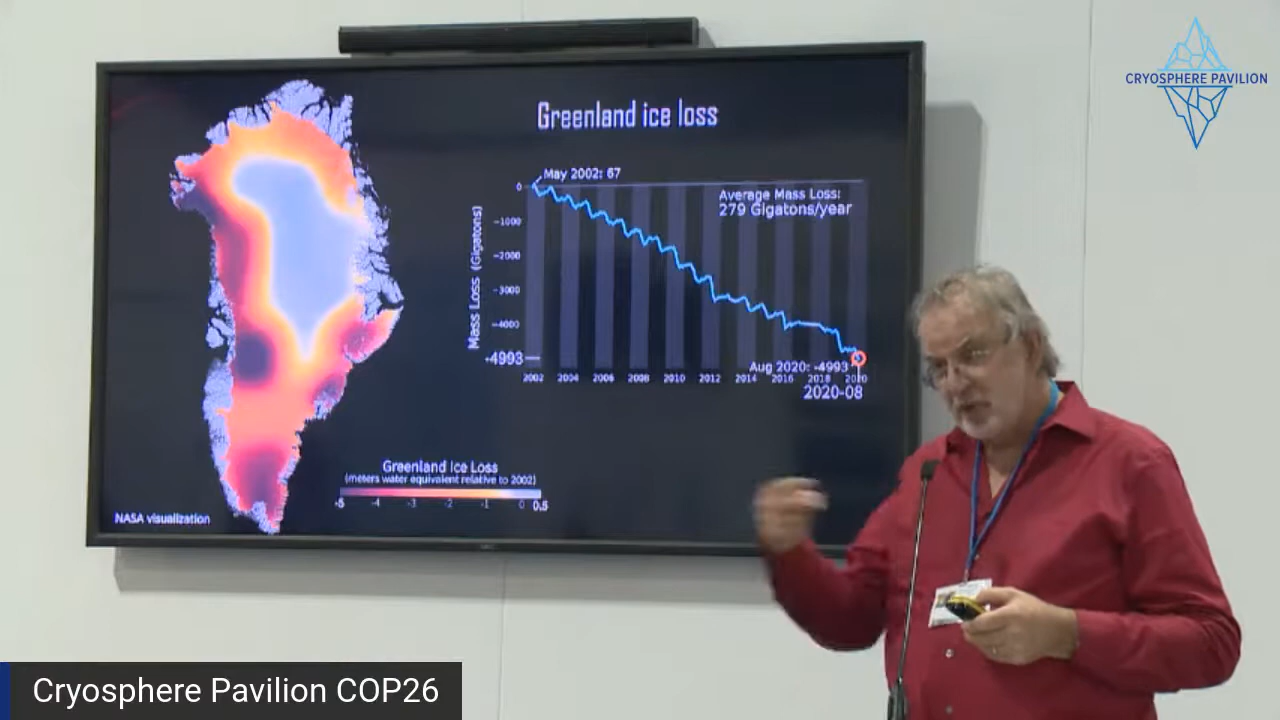 CRYOSPHERE PAVILION
Greenland ice loss
May 2002: 67
Average Mass Loss:
279 Gigatons/year
Mass Loss (Gigatons)
0
-1000
-2000
-3000
-4000
-4993
Aug 2020: -4993
2002 2004 2006 2008 2010 2012 2014 2016 2018 2020
2020-08
Greenland Ice Loss
(meters water equivalent relative to 2002)
-5 -4 -3 -2 -1 0 0.5
NASA visualization
Cryosphere Pavilion COP26